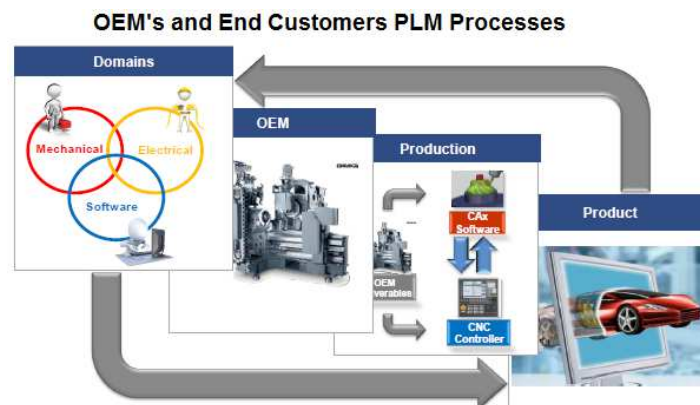 OEM's and End Customers PLM Processes
Domains
Mechanical
Electrical
Software
OEM
Production
CAx
Software
OEM
CNC
Controller
Product